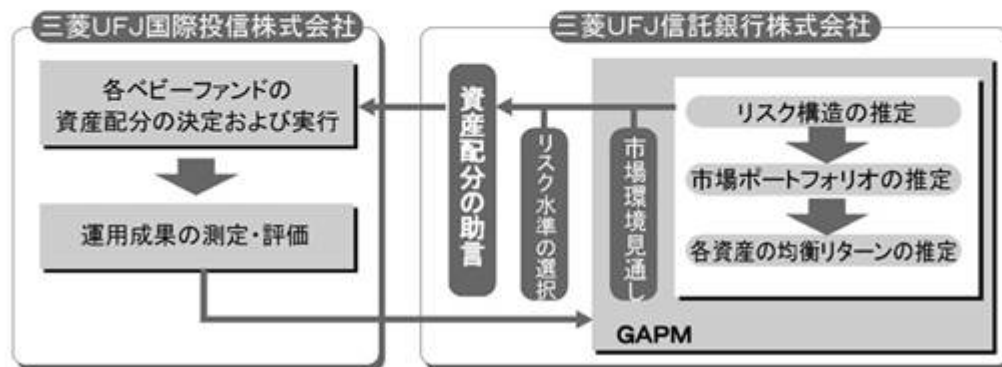 三菱UFJ国際投信株式会社
各ベビーファンドの
資産配分の決定および実行
運用成果の測定・評価
三菱UFJ信託銀行株式会社
資産配分の助言
リスク水準の選択
市場環境見通し
リスク構造の推定
市場ポートフォリオの推定
各資産の均衡リターンの推定
GAPM